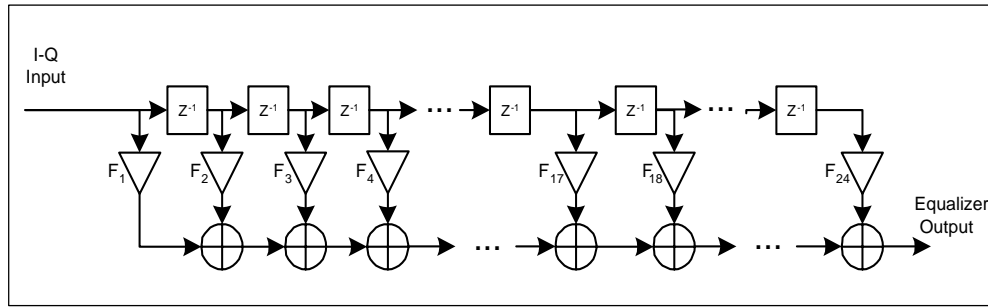 I-Q
Input
Z⁻¹ Z⁻¹ Z⁻¹ ... Z⁻¹ Z⁻¹ ... Z⁻¹
F₁ F₂ F₃ F₄ F₁₇ F₁₈ F₂₄
Equalizer
Output
... ...